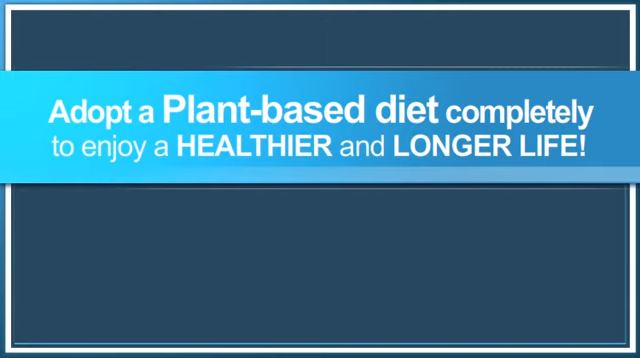 Adopt a Plant-based diet completely
to enjoy a HEALTHIER and LONGER LIFE!